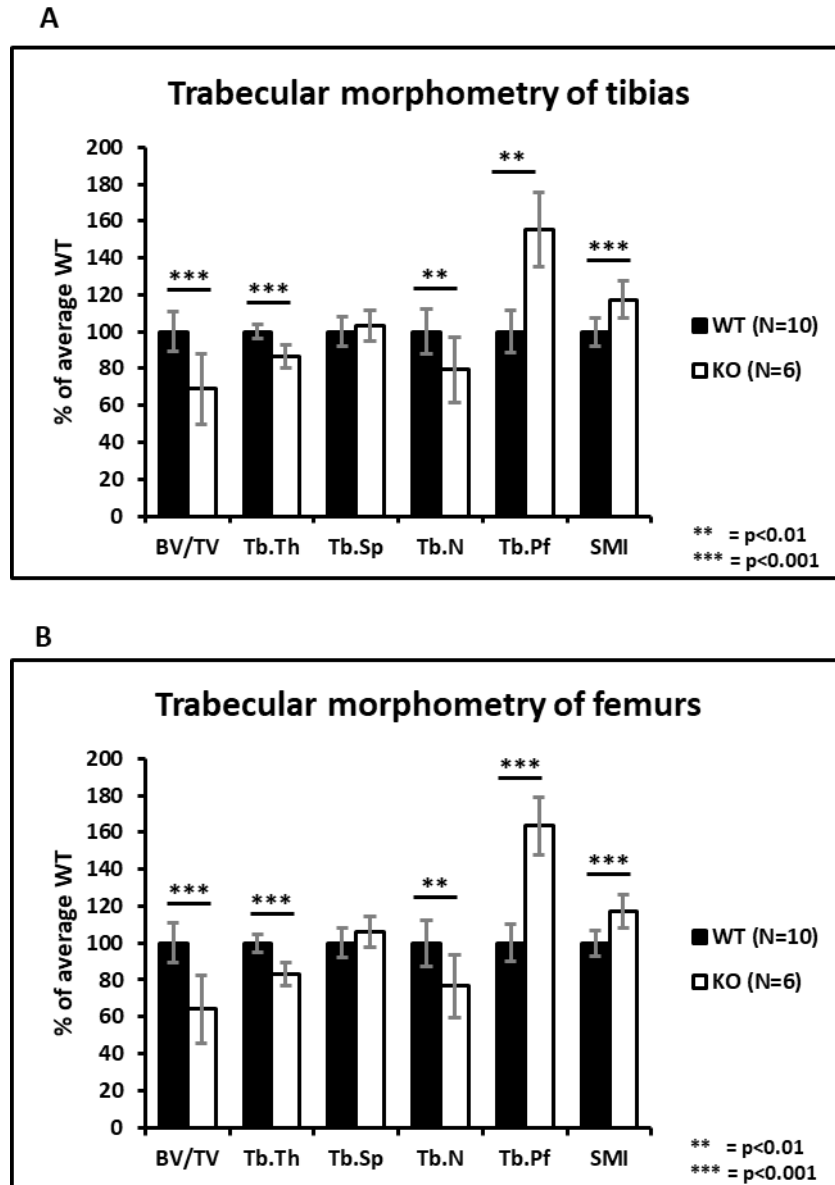 A
Trabecular morphometry of tibias
% of average WT
200
180
160
140
120
100
80
60
40
20
0
***
***
**
**
***
BV/TV
Tb.Th
Tb.Sp
Tb.N
Tb.Pf
SMI
WT (N=10)
KO (N=6)
** = p<0.01
*** = p<0.001
B
Trabecular morphometry of femurs
% of average WT
200
180
160
140
120
100
80
60
40
20
0
***
***
**
***
***
BV/TV
Tb.Th
Tb.Sp
Tb.N
Tb.Pf
SMI
WT (N=10)
KO (N=6)
** = p<0.01
*** = p<0.001